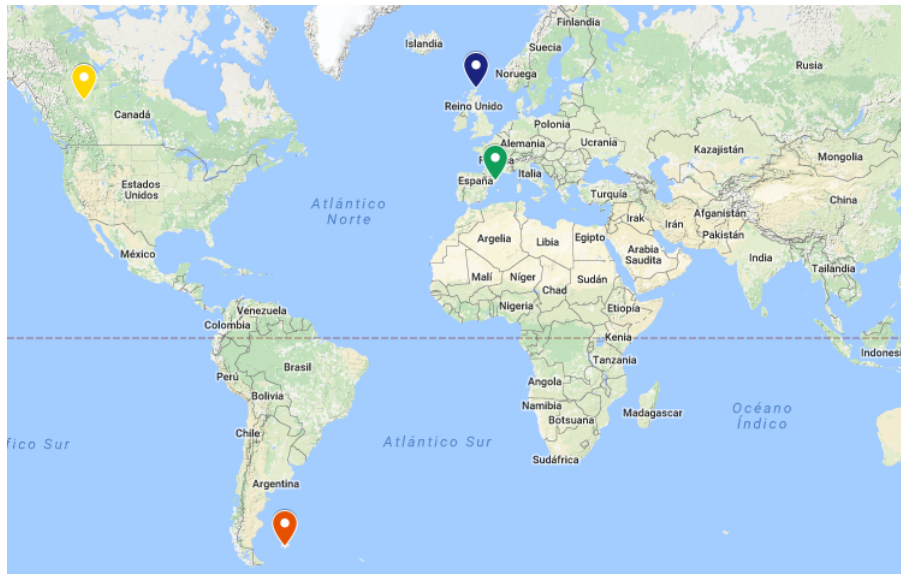 Finlandia
Islandia
Suecia
Rusia
Noruega
Canadá
Reino Unido
Polonia
Alemania
Ucrania
Kazajistán
Mongolia
Italia
España
Estados
Unidos
Turquía
Atlántico
Norte
China
Afganistán
Irak
Irán
Pakistán
Argelia
Libia
Egipto
Arabia
Saudita
México
India
Malí
Níger
Sudán
Tailandia
Chad
Nigeria
Etiopía
Venezuela
Colombia
Kenia
Indones
Tanzania
Brasil
Perú
Angola
Bolivia
Namibia
Botsuana
Madagascar
Océano
Índico
Chile
fico Sur
Atlántico Sur
Sudáfrica
Argentina